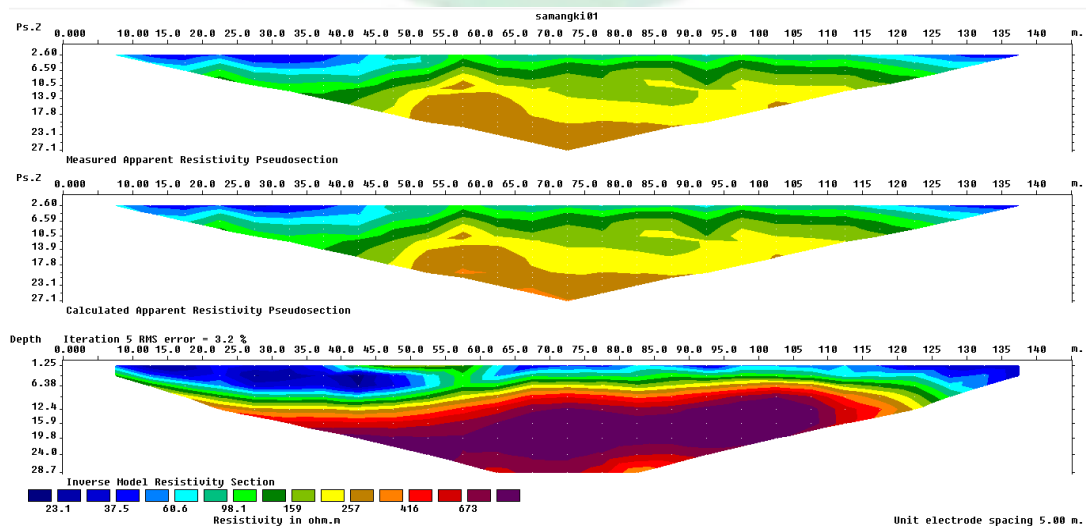 samangki01
Ps.Z
0.000 10.00 15.0 20.0 25.0 30.0 35.0 40.0 45.0 50.0 55.0 60.0 65.0 70.0 75.0 80.0 85.0 90.0 95.0 100.0 105 110 115 120 125 130 135 140 m.
2.60
6.59
10.5
13.9
17.8
23.1
27.1
Measured Apparent Resistivity Pseudosection
Ps.Z
0.000 10.00 15.0 20.0 25.0 30.0 35.0 40.0 45.0 50.0 55.0 60.0 65.0 70.0 75.0 80.0 85.0 90.0 95.0 100.0 105 110 115 120 125 130 135 140 m.
2.60
6.59
10.5
13.9
17.8
23.1
27.1
Calculated Apparent Resistivity Pseudosection
Depth Iteration 5 RMS error = 3.2 %
0.000 10.00 15.0 20.0 25.0 30.0 35.0 40.0 45.0 50.0 55.0 60.0 65.0 70.0 75.0 80.0 85.0 90.0 95.0 100.0 105 110 115 120 125 130 135 140 m.
1.25
6.38
12.4
15.9
19.8
24.0
28.7
Inverse Model Resistivity Section
23.1 37.5 60.6 98.1 159 257 416 673
Resistivity in ohm.m
Unit electrode spacing 5.00 m.